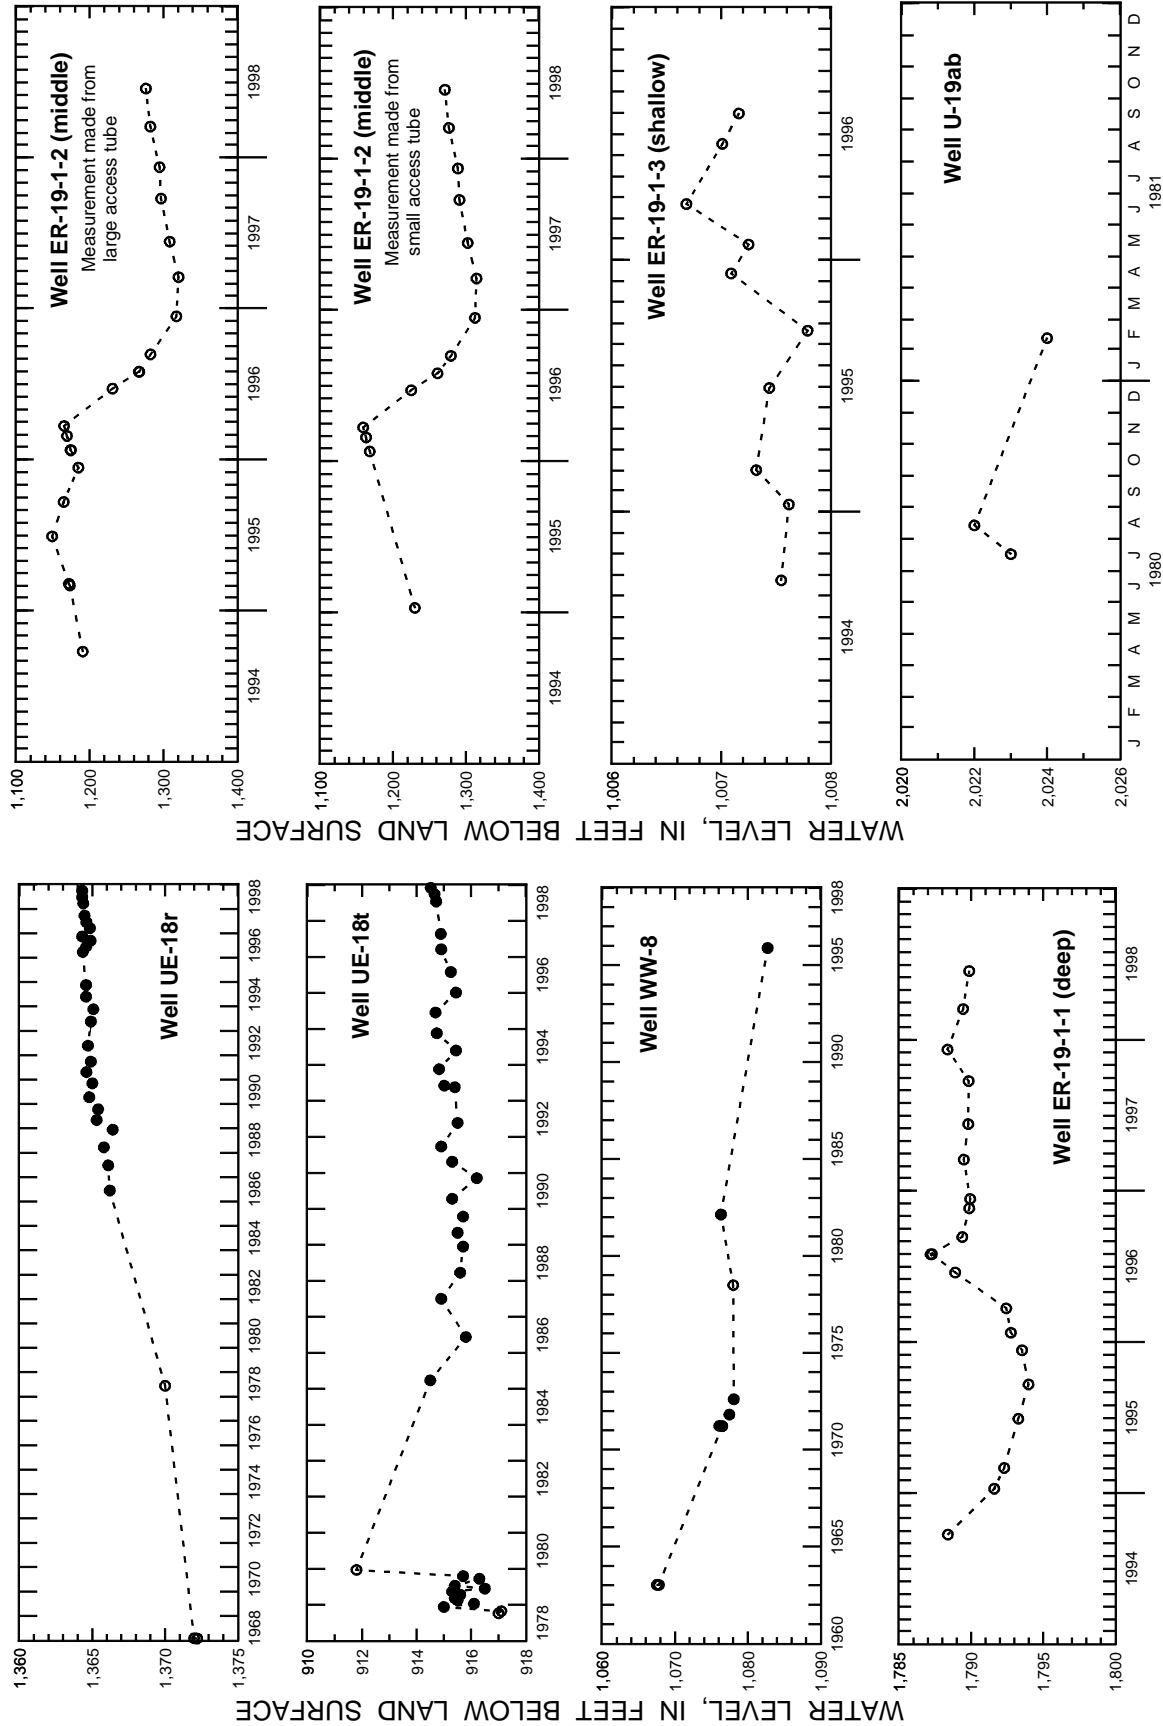 WATER LEVEL, IN FEET BELOW LAND SURFACE
1,360
1,365
1,370
1,375
Well UE-18r
1968 1970 1972 1974 1976 1978 1980 1982 1984 1986 1988 1990 1992 1994 1996 1998
910
912
914
916
918
Well UE-18t
1978 1980 1982 1984 1986 1988 1990 1992 1994 1996 1998
1,060
1,070
1,080
1,090
Well WW-8
1960 1965 1970 1975 1980 1985 1990 1995 1998
1,785
1,790
1,795
1,800
Well ER-19-1-1 (deep)
1994 1995 1996 1997 1998
WATER LEVEL, IN FEET BELOW LAND SURFACE
1,100
1,200
1,300
1,400
Well ER-19-1-2 (middle)
Measurement made from
large access tube
1994 1995 1996 1997 1998
1,100
1,200
1,300
1,400
Well ER-19-1-2 (middle)
Measurement made from
small access tube
1994 1995 1996 1997 1998
1,006
1,007
1,008
Well ER-19-1-3 (shallow)
1994 1995 1996
2,020
2,022
2,024
2,026
Well U-19ab
J F M A M J J A S O N D J F M A M J J A S O N D
1980 1981